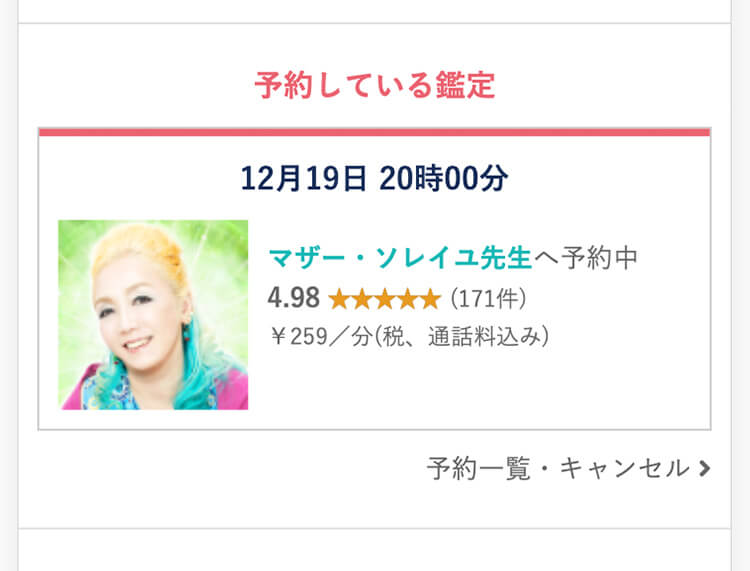 予約している鑑定
12月19日 20時00分
マザー・ソレイユ先生へ予約中
4.98 ★★★★★ (171件)
￥259／分(税、通話料込み)
予約一覧・キャンセル